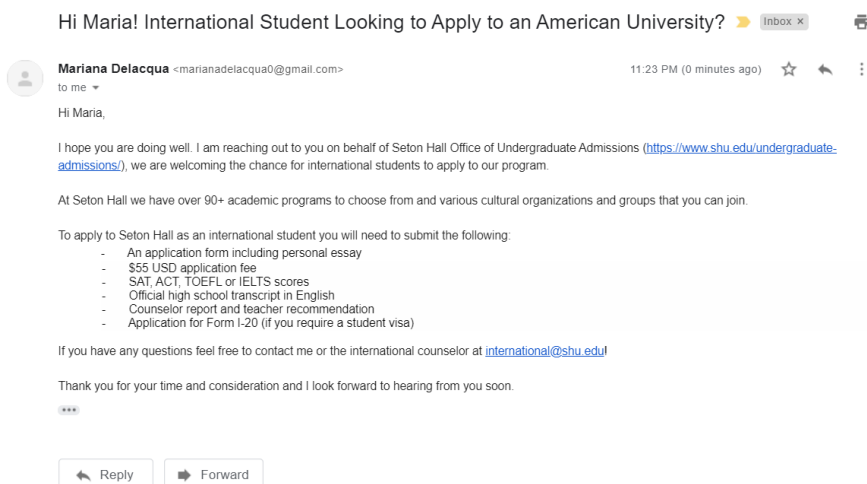 Hi Maria! International Student Looking to Apply to an American University? Inbox ×
Mariana Delacqua <marianadelacqua0@gmail.com> 11:23 PM (0 minutes ago)
to me
Hi Maria,
I hope you are doing well. I am reaching out to you on behalf of Seton Hall Office of Undergraduate Admissions (https://www.shu.edu/undergraduate-
admissions/), we are welcoming the chance for international students to apply to our program.
At Seton Hall we have over 90+ academic programs to choose from and various cultural organizations and groups that you can join.
To apply to Seton Hall as an international student you will need to submit the following:
- An application form including personal essay
- $55 USD application fee
- SAT, ACT, TOEFL or IELTS scores
- Official high school transcript in English
- Counselor report and teacher recommendation
- Application for Form I-20 (if you require a student visa)
If you have any questions feel free to contact me or the international counselor at international@shu.edu!
Thank you for your time and consideration and I look forward to hearing from you soon.
Reply Forward